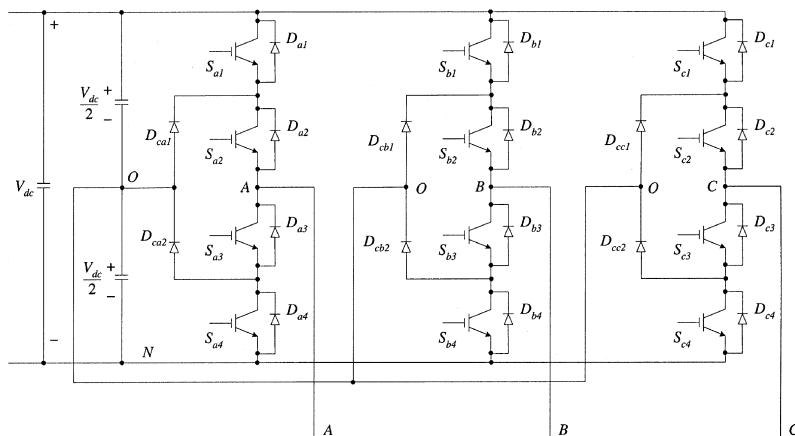 +
D_a1
D_b1
D_c1
S_a1
S_b1
S_c1
V_dc/2
+
−
D_ca1
D_a2
D_cb1
D_b2
D_cc1
D_c2
S_a2
S_b2
S_c2
V_dc
O
A
O
B
O
C
D_ca2
D_a3
D_cb2
D_b3
D_cc2
D_c3
S_a3
S_b3
S_c3
V_dc/2
+
−
D_a4
D_b4
D_c4
S_a4
S_b4
S_c4
−
N
A
B
C